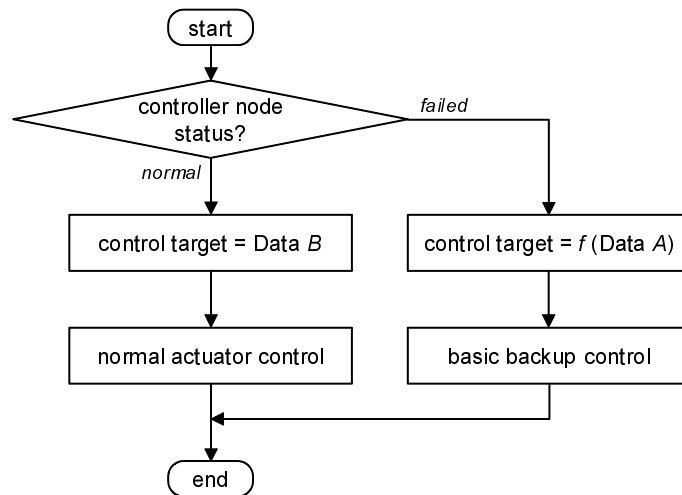 start
controller node
status?
failed
normal
control target = Data B
control target = f (Data A)
normal actuator control
basic backup control
end